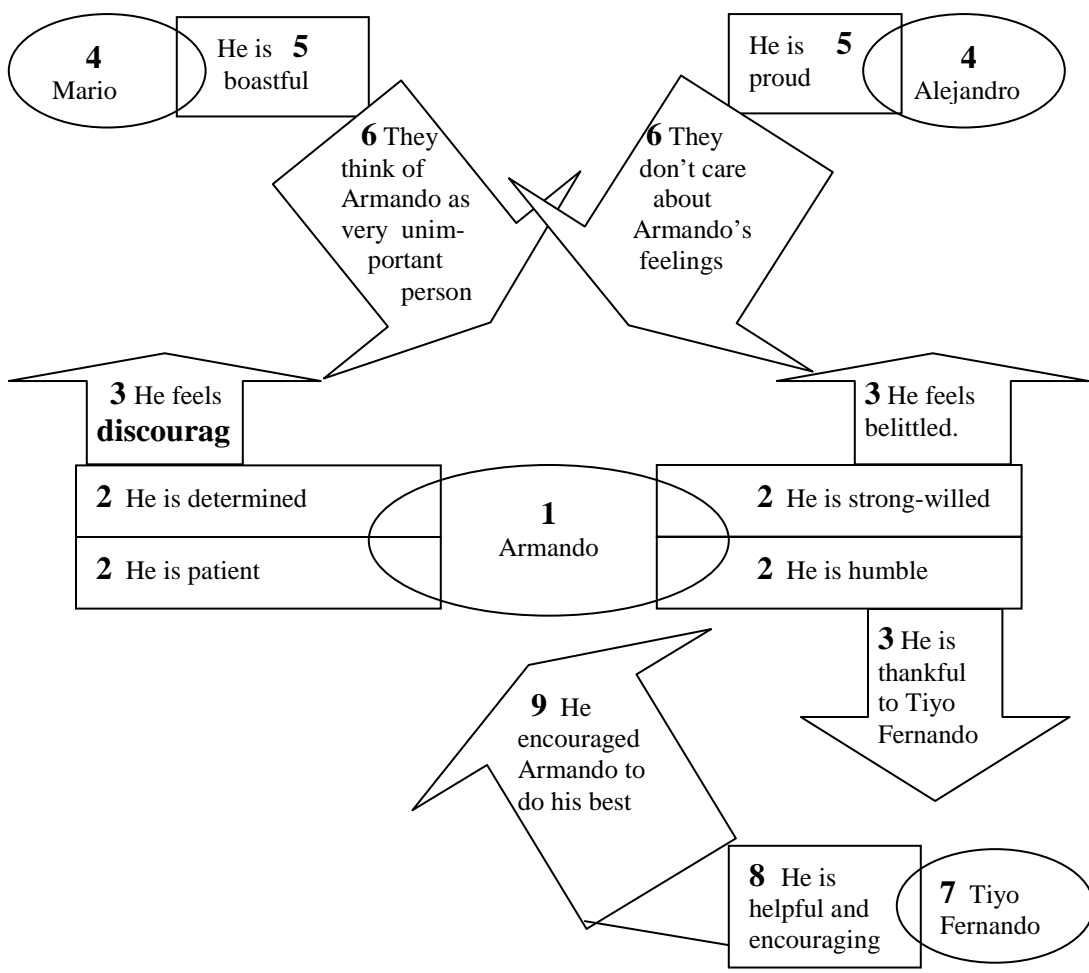 4
Mario
He is 5
boastful
He is 5
proud
4
Alejandro
6 They
think of
Armando as
very unim-
portant
person
6 They
don’t care
about
Armando’s
feelings
3 He feels
discourag
3 He feels
belittled.
2 He is determined
2 He is patient
1
Armando
2 He is strong-willed
2 He is humble
3 He is
thankful
to Tiyo
Fernando
9 He
encouraged
Armando to
do his best
8 He is
helpful and
encouraging
7 Tiyo
Fernando